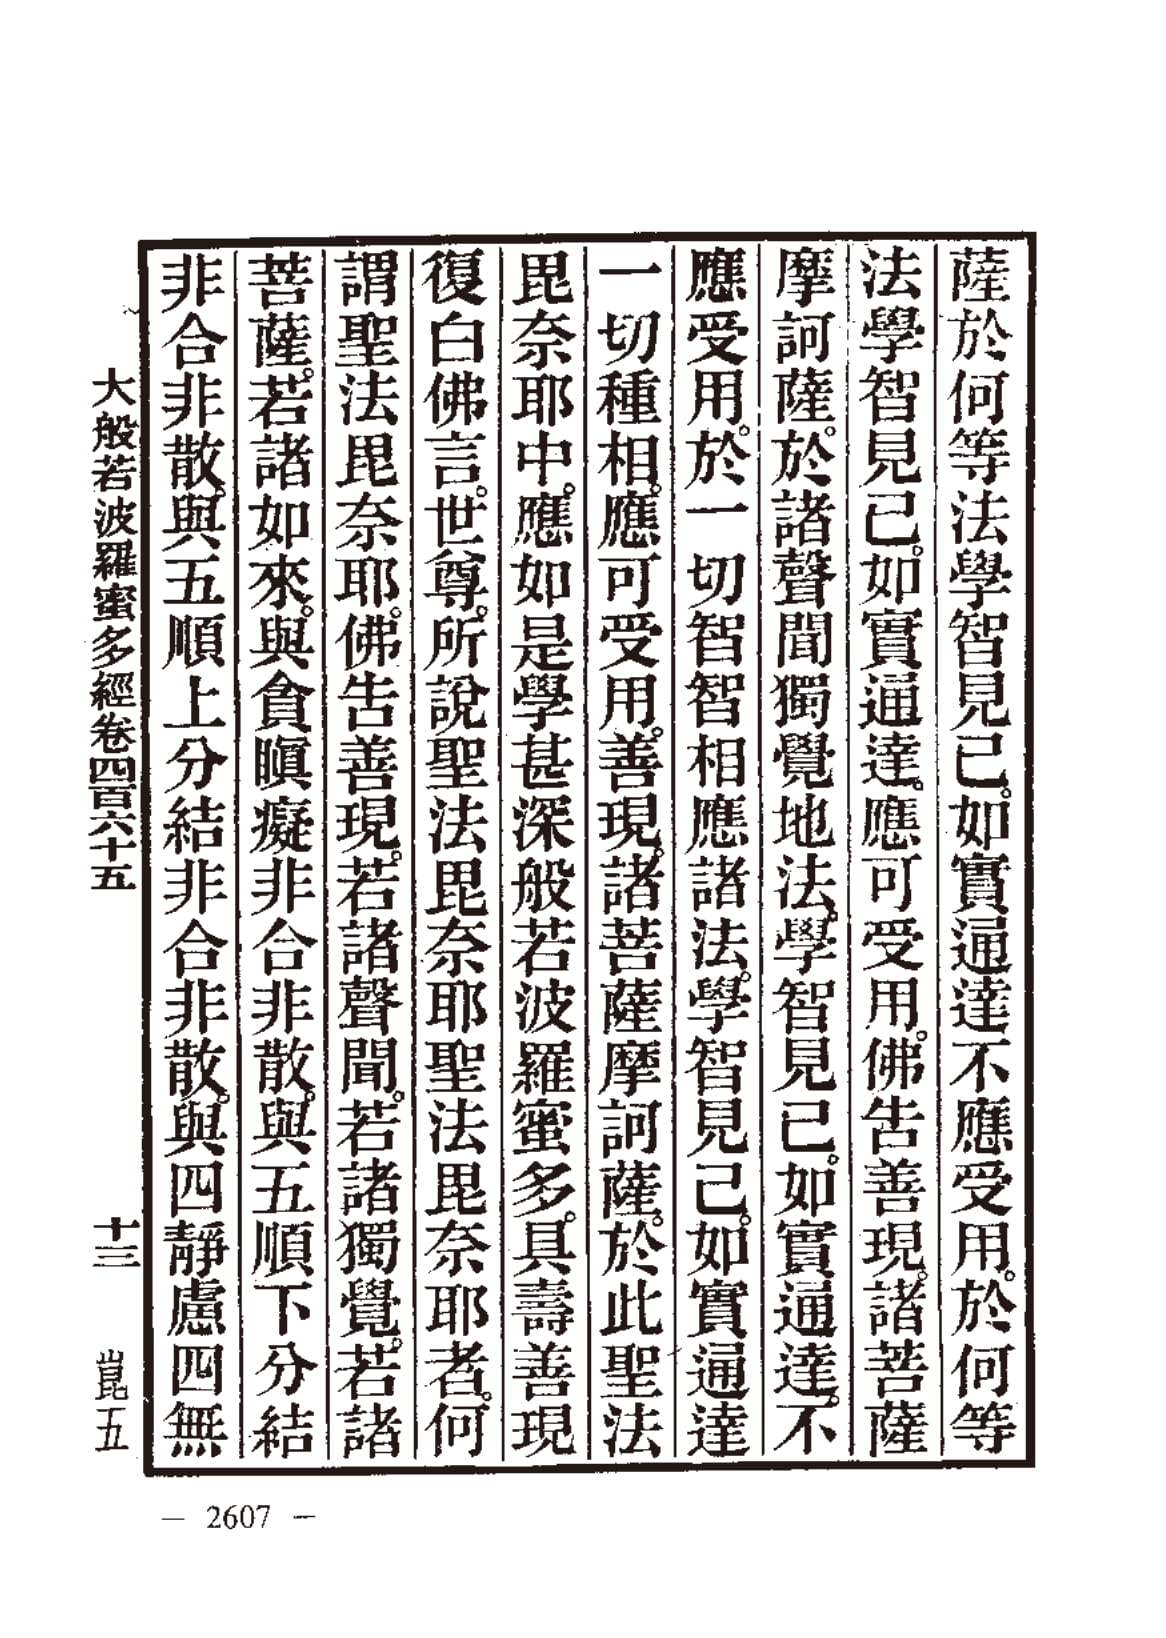 薩於何等法學智見已。如實通達不應受用。於何等
法學智見已。如實通達。應可受用。佛告善現。諸菩薩
摩訶薩。於諸聲聞獨覺地法。學智見已。如實通達。不
應受用。於一切智智相應諸法。學智見已。如實通達
一切種相。應可受用。善現。諸菩薩摩訶薩。於此聖法
毘奈耶中。應如是學甚深般若波羅蜜多。具壽善現
復白佛言。世尊。所說聖法毘奈耶聖法毘奈耶者。何
謂聖法毘奈耶。佛告善現。若諸聲聞。若諸獨覺。若諸
菩薩。若諸如來。與貪瞋癡非合非散。與五順下分結
非合非散。與五順上分結非合非散。與四靜慮四無
大般若波羅蜜多經卷四百六十五 十三 崑五
— 2607 —